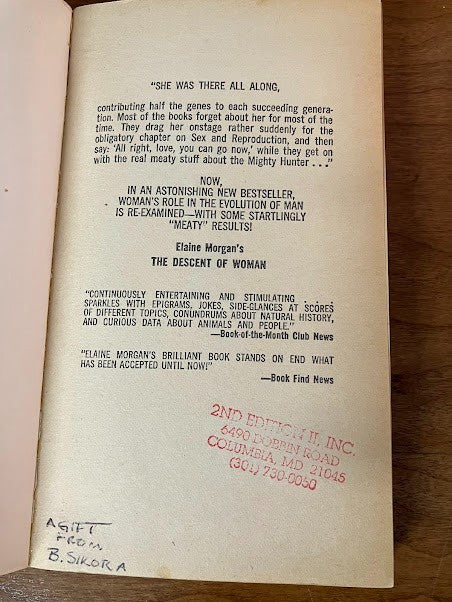 "SHE WAS THERE ALL ALONG,
contributing half the genes to each succeeding genera-
tion. Most of the books forget about her for most of the
time. They drag her onstage rather suddenly for the
obligatory chapter on Sex and Reproduction, and then
say: 'All right, love, you can go now,' while they get on
with the real meaty stuff about the Mighty Hunter . . ."
NOW,
IN AN ASTONISHING NEW BESTSELLER,
WOMAN'S ROLE IN THE EVOLUTION OF MAN
IS RE-EXAMINED—WITH SOME STARTLINGLY
"MEATY" RESULTS!
Elaine Morgan's
THE DESCENT OF WOMAN
"CONTINUOUSLY ENTERTAINING AND STIMULATING . . .
SPARKLES WITH EPIGRAMS, JOKES, SIDE-GLANCES AT SCORES
OF DIFFERENT TOPICS, CONUNDRUMS ABOUT NATURAL HISTORY,
AND CURIOUS DATA ABOUT ANIMALS AND PEOPLE."
—Book-of-the-Month Club News
"ELAINE MORGAN'S BRILLIANT BOOK STANDS ON END WHAT
HAS BEEN ACCEPTED UNTIL NOW!"
—Book Find News
2ND EDITION II, INC.
6490 DOBBIN ROAD
COLUMBIA, MD 21045
(301) 730-0050
A GIFT
FROM
B. SIKORA